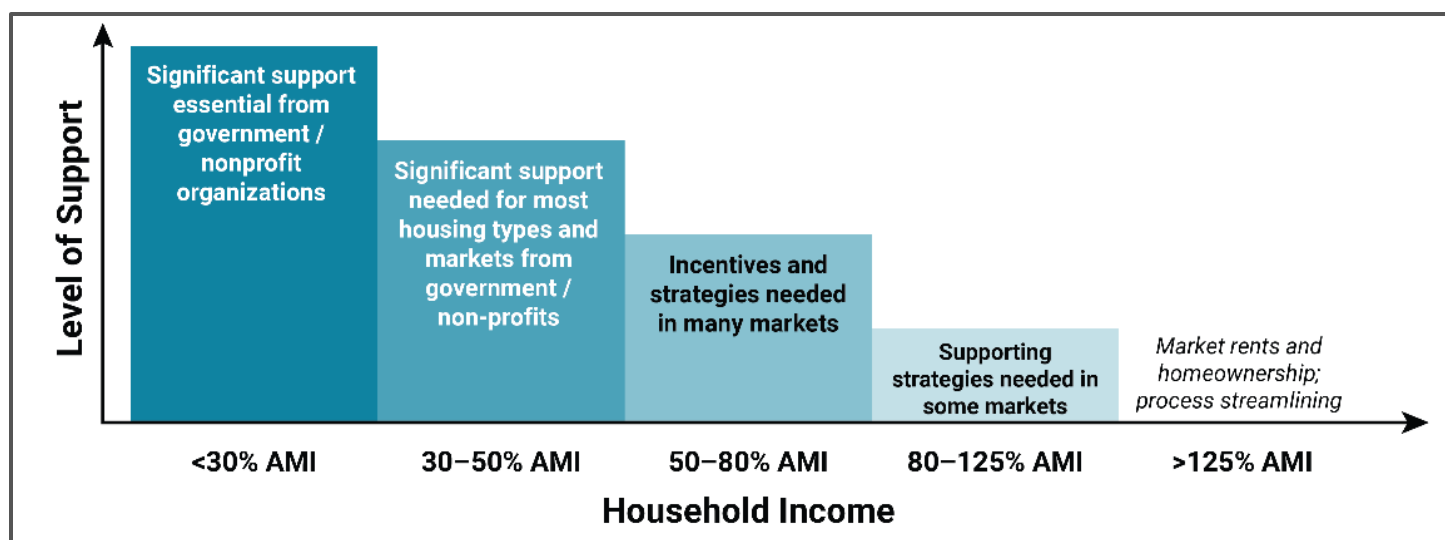 Level of Support
Significant support
essential from
government /
nonprofit
organizations
Significant support
needed for most
housing types and
markets from
government /
non-profits
Incentives and
strategies needed
in many markets
Supporting
strategies needed in
some markets
Market rents and
homeownership;
process streamlining
<30% AMI
30–50% AMI
50–80% AMI
80–125% AMI
>125% AMI
Household Income